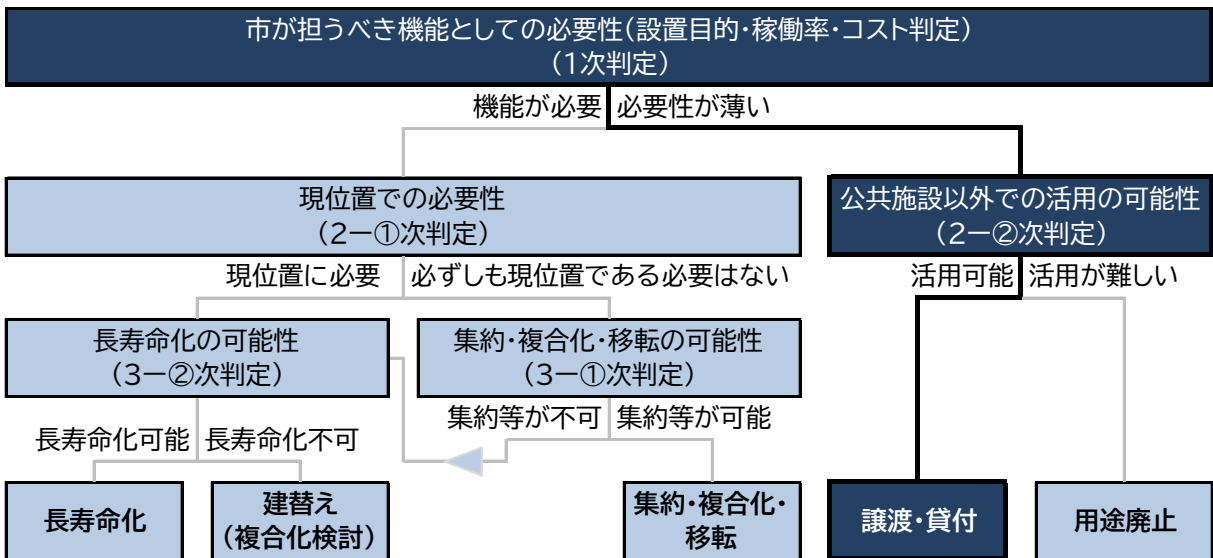 市が担うべき機能としての必要性(設置目的・稼働率・コスト判定)
(1次判定)
機能が必要
必要性が薄い
現位置での必要性
(2ー①次判定)
公共施設以外での活用の可能性
(2ー②次判定)
現位置に必要
必ずしも現位置である必要はない
活用可能
活用が難しい
長寿命化の可能性
(3ー②次判定)
集約・複合化・移転の可能性
(3ー①次判定)
集約等が不可
集約等が可能
長寿命化可能
長寿命化不可
長寿命化
建替え
(複合化検討)
集約・複合化・
移転
譲渡・貸付
用途廃止